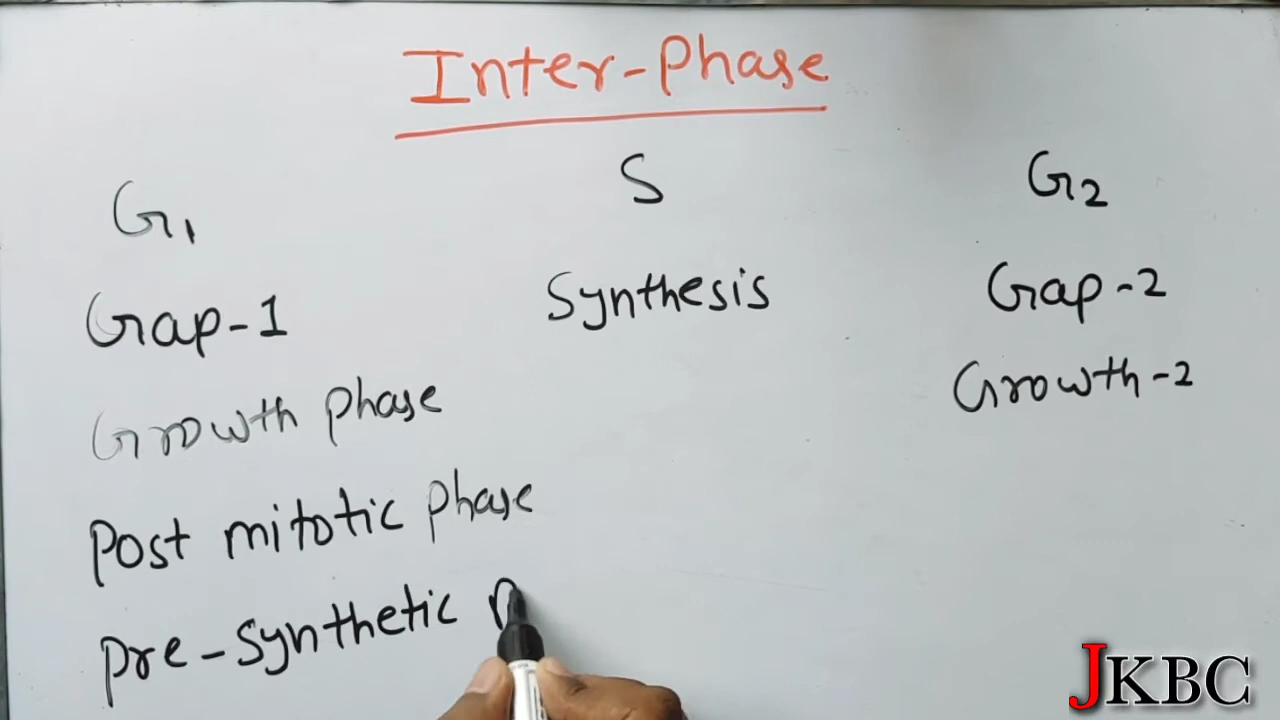 Inter-Phase
G1 S G2
Gap-1 Synthesis Gap-2
Growth phase Growth-2
Post mitotic phase
Pre-synthetic p
JKBC